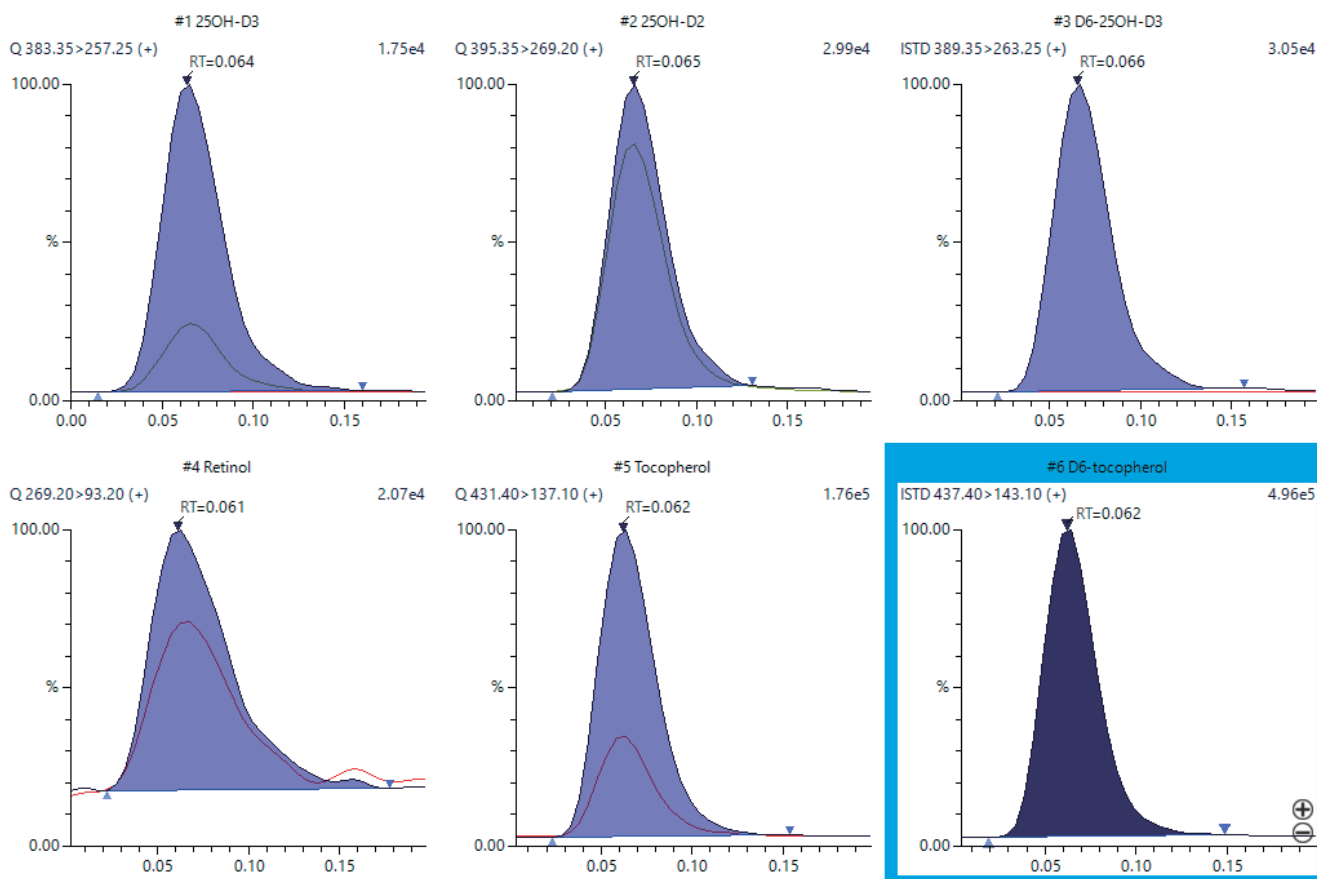 #1 25OH-D3
Q 383.35>257.25 (+) 1.75e4
RT=0.064
100.00
%
0.00
0.00 0.05 0.10 0.15
#2 25OH-D2
Q 395.35>269.20 (+) 2.99e4
RT=0.065
100.00
%
0.00
0.05 0.10 0.15
#3 D6-25OH-D3
ISTD 389.35>263.25 (+) 3.05e4
RT=0.066
100.00
%
0.00
0.05 0.10 0.15
#4 Retinol
Q 269.20>93.20 (+) 2.07e4
RT=0.061
100.00
%
0.00
0.05 0.10 0.15
#5 Tocopherol
Q 431.40>137.10 (+) 1.76e5
RT=0.062
100.00
%
0.00
0.05 0.10 0.15
#6 D6-tocopherol
ISTD 437.40>143.10 (+) 4.96e5
RT=0.062
100.00
%
0.00
0.05 0.10 0.15